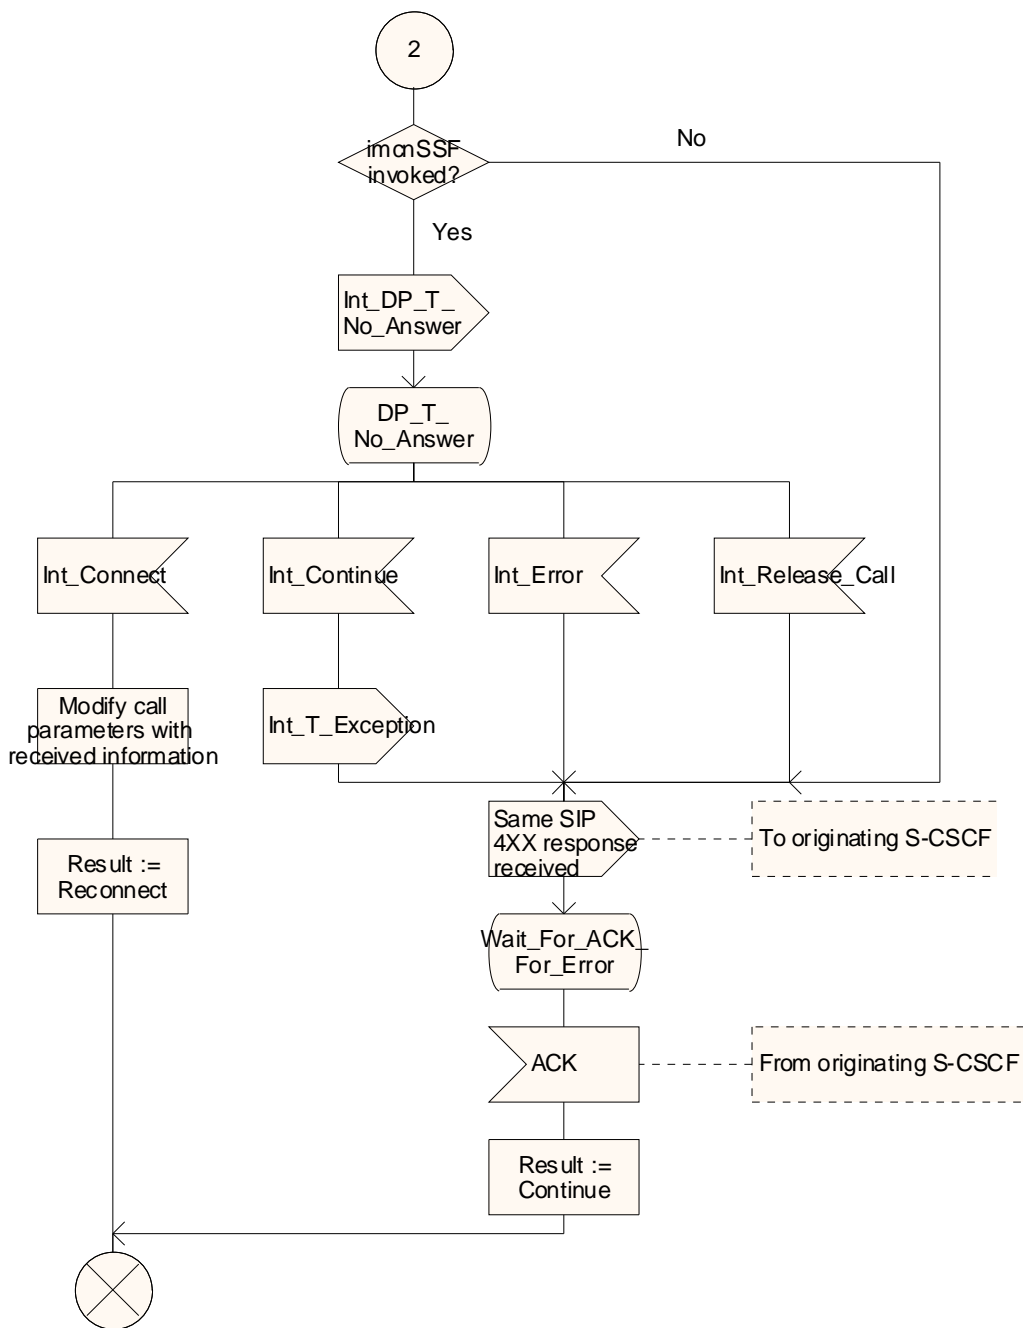 2
imcnSSF
invoked?
No
Yes
Int_DP_T_
No_Answer
DP_T_
No_Answer
Int_Connect
Int_Continue
Int_Error
Int_Release_Call
Modify call
parameters with
received information
Int_T_Exception
Same SIP
4XX response
received
To originating S-CSCF
Result :=
Reconnect
Wait_For_ACK_
For_Error
ACK
From originating S-CSCF
Result :=
Continue